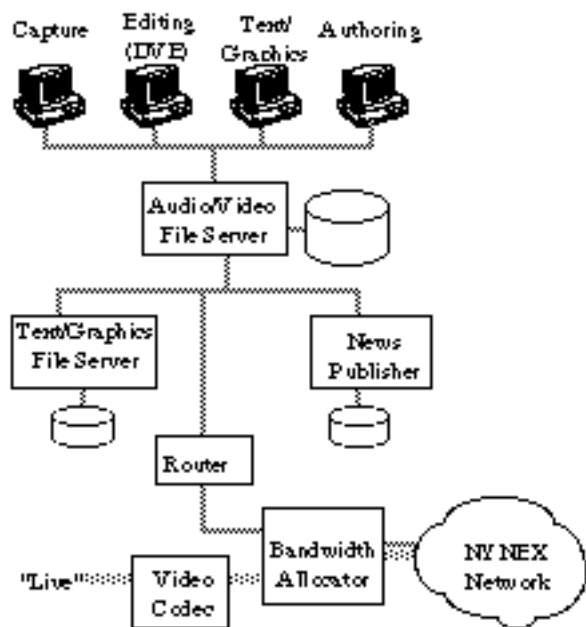 Capture
Editing
(DVE)
Text/
Graphics
Authoring
Audio/Video
File Server
Text/Graphics
File Server
News
Publisher
Router
Bandwidth
Allocator
NYNEX
Network
"Live"
Video
Codec